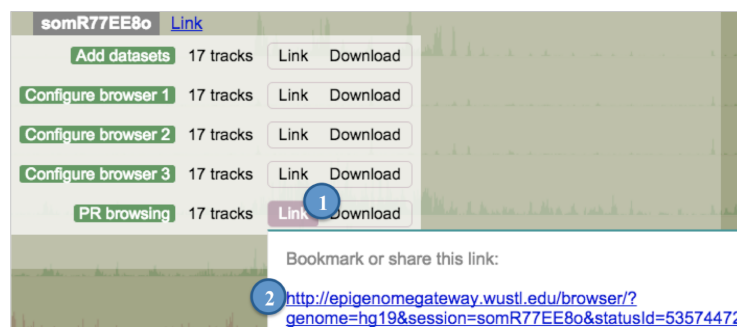 somR77EE8o Link
Add datasets 17 tracks Link Download
Configure browser 1 17 tracks Link Download
Configure browser 2 17 tracks Link Download
Configure browser 3 17 tracks Link Download
PR browsing 17 tracks Link Download
1
Bookmark or share this link:
2 http://epigenomegateway.wustl.edu/browser/?
genome=hg19&session=somR77EE8o&statusId=53574472